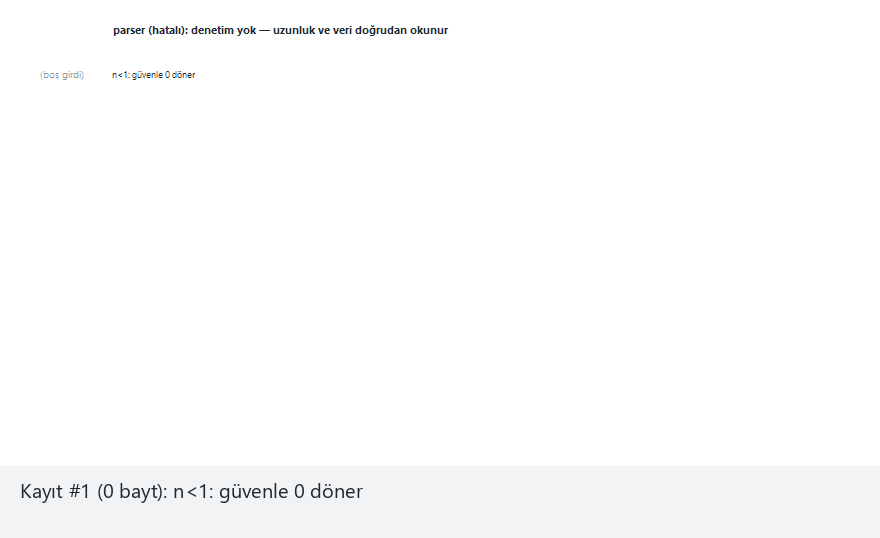 parser (hatalı): denetim yok — uzunluk ve veri doğrudan okunur
(boş girdi) n<1: güvenle 0 döner
Kayıt #1 (0 bayt): n<1: güvenle 0 döner